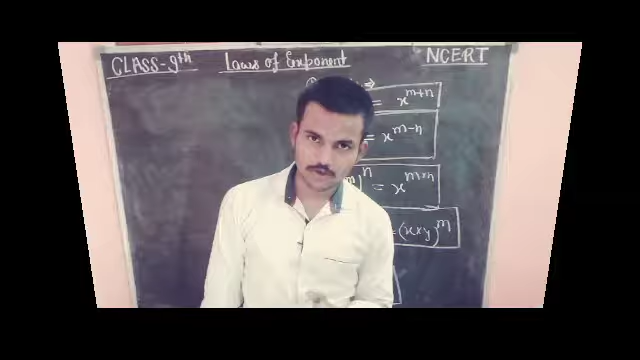 CLASS-9th Laws of Exponent NCERT
= x^{m+n}
= x^{m-n}
)^n = x^{m×n}
= (x×y)^m